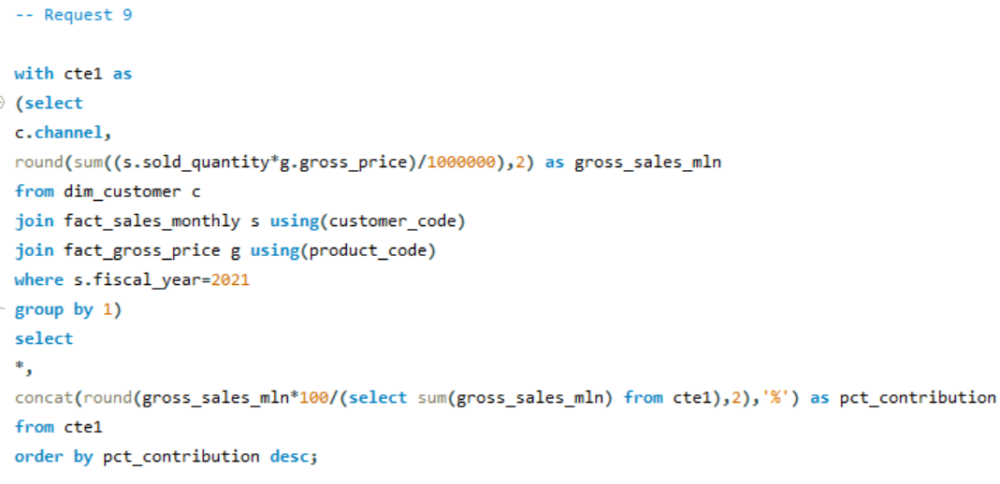 -- Request 9
with cte1 as
(select
c.channel,
round(sum((s.sold_quantity*g.gross_price)/1000000),2) as gross_sales_mln
from dim_customer c
join fact_sales_monthly s using(customer_code)
join fact_gross_price g using(product_code)
where s.fiscal_year=2021
group by 1)
select
*,
concat(round(gross_sales_mln*100/(select sum(gross_sales_mln) from cte1),2),'%') as pct_contribution
from cte1
order by pct_contribution desc;